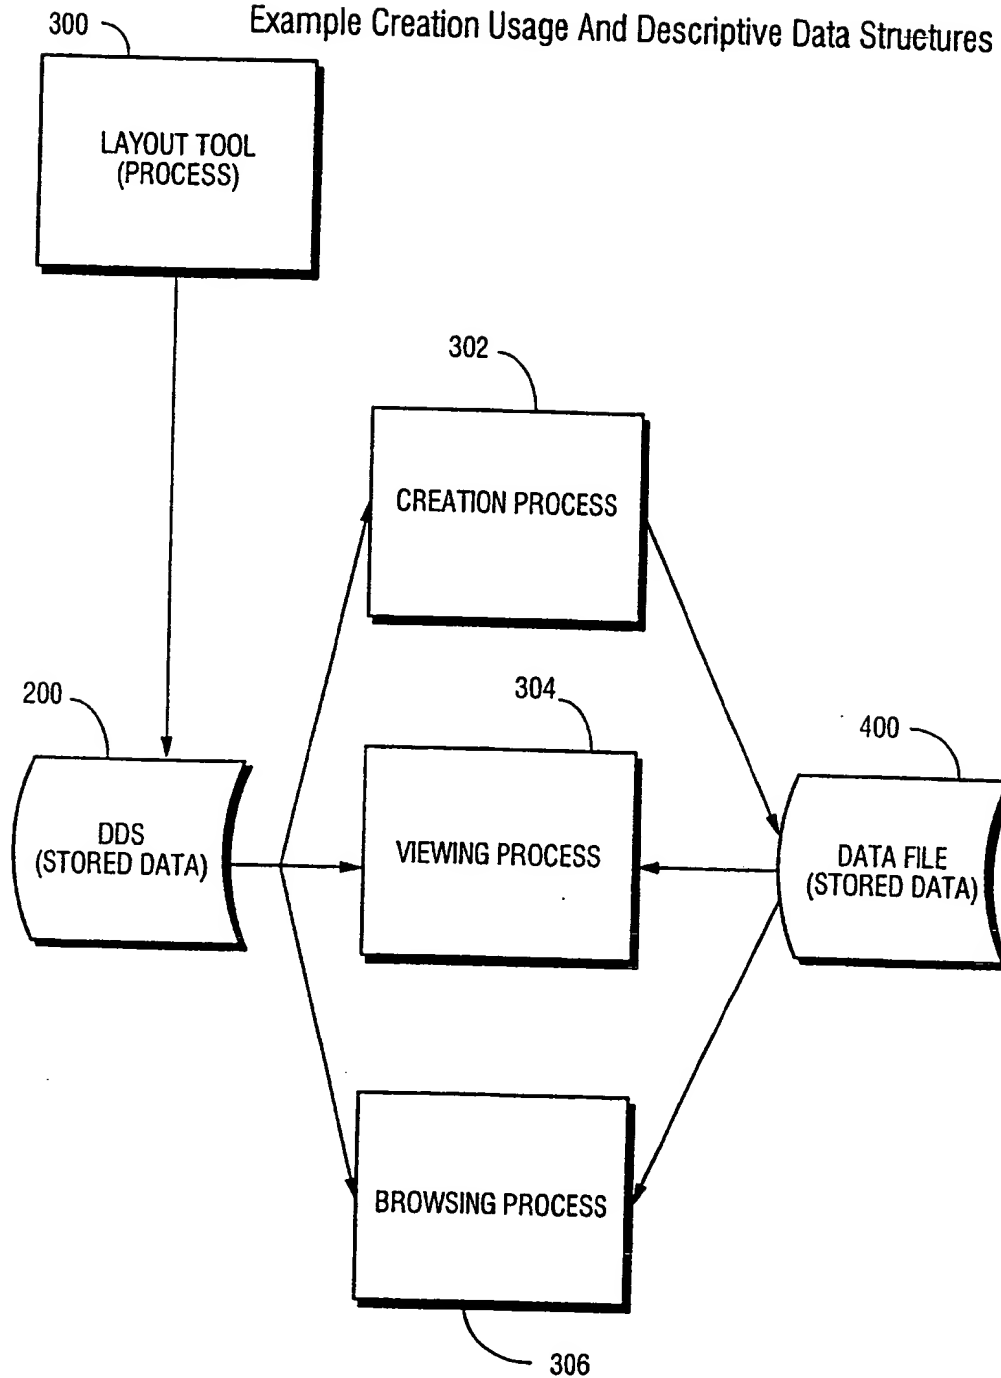 Example Creation Usage And Descriptive Data Structures
300
LAYOUT TOOL
(PROCESS)
302
CREATION PROCESS
200
DDS
(STORED DATA)
304
VIEWING PROCESS
400
DATA FILE
(STORED DATA)
BROWSING PROCESS
306